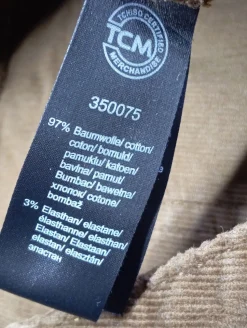 TCHIBO CERTIFIED
TCM
MERCHANDISE
350075
97% Baumwolle/ cotton/
coton/ bomuld/
pamuklu/ katoen/
bavlna/ pamut/
Bumbac/ bawełna/
хлопок/ cotone/
bombaž
3% Elasthan/ elastane/
élasthanne/ elasthan/
Elastan/ Elastaan/
elastan/ elasztán/
эластан